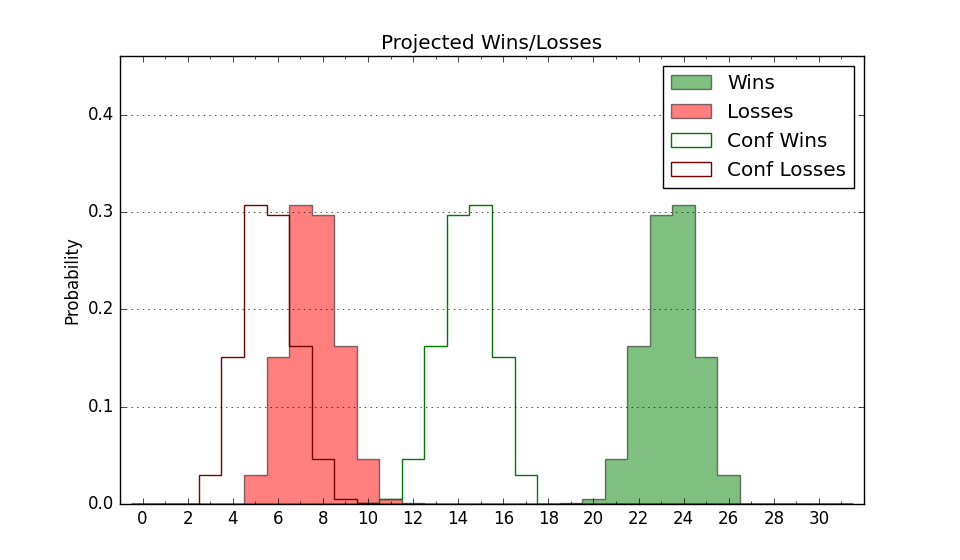 Projected Wins/Losses
Wins
Losses
Conf Wins
Conf Losses
Probability
0.4
0.3
0.2
0.1
0.0
0 2 4 6 8 10 12 14 16 18 20 22 24 26 28 30